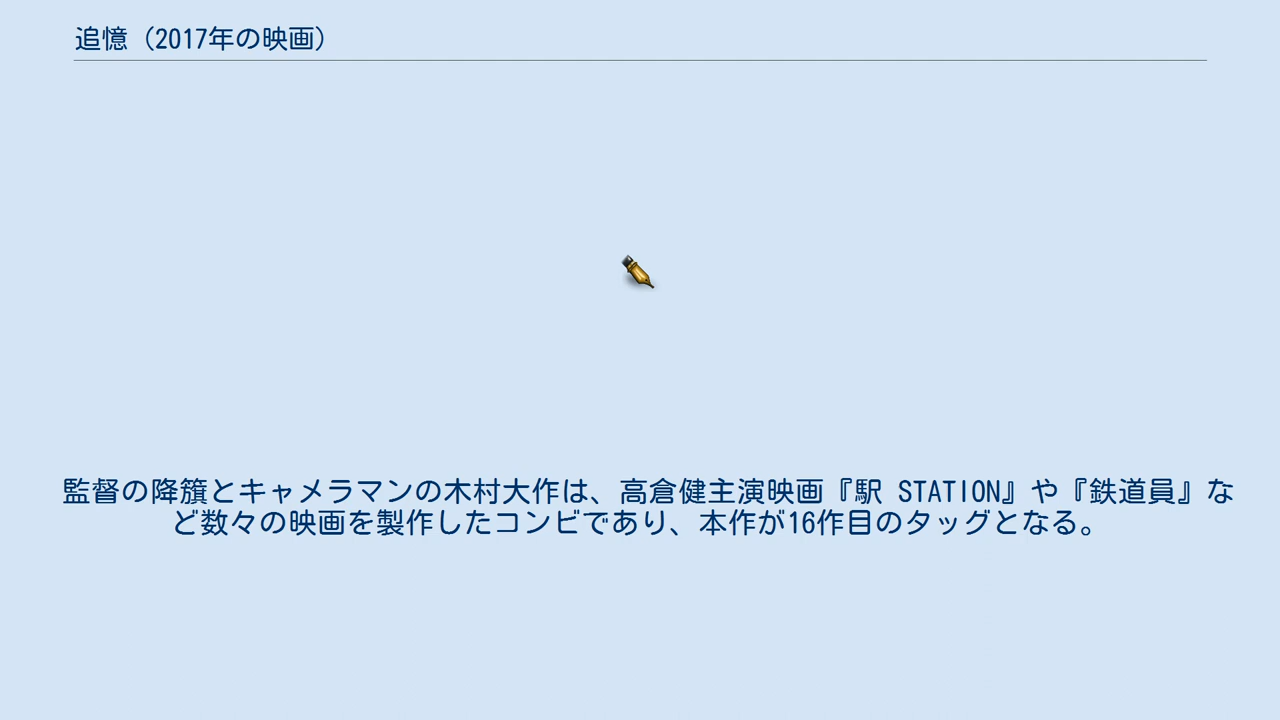 追憶（2017年の映画）
監督の降籏とキャメラマンの木村大作は、高倉健主演映画『駅 STATION』や『鉄道員』な
ど数々の映画を製作したコンビであり、本作が16作目のタッグとなる。